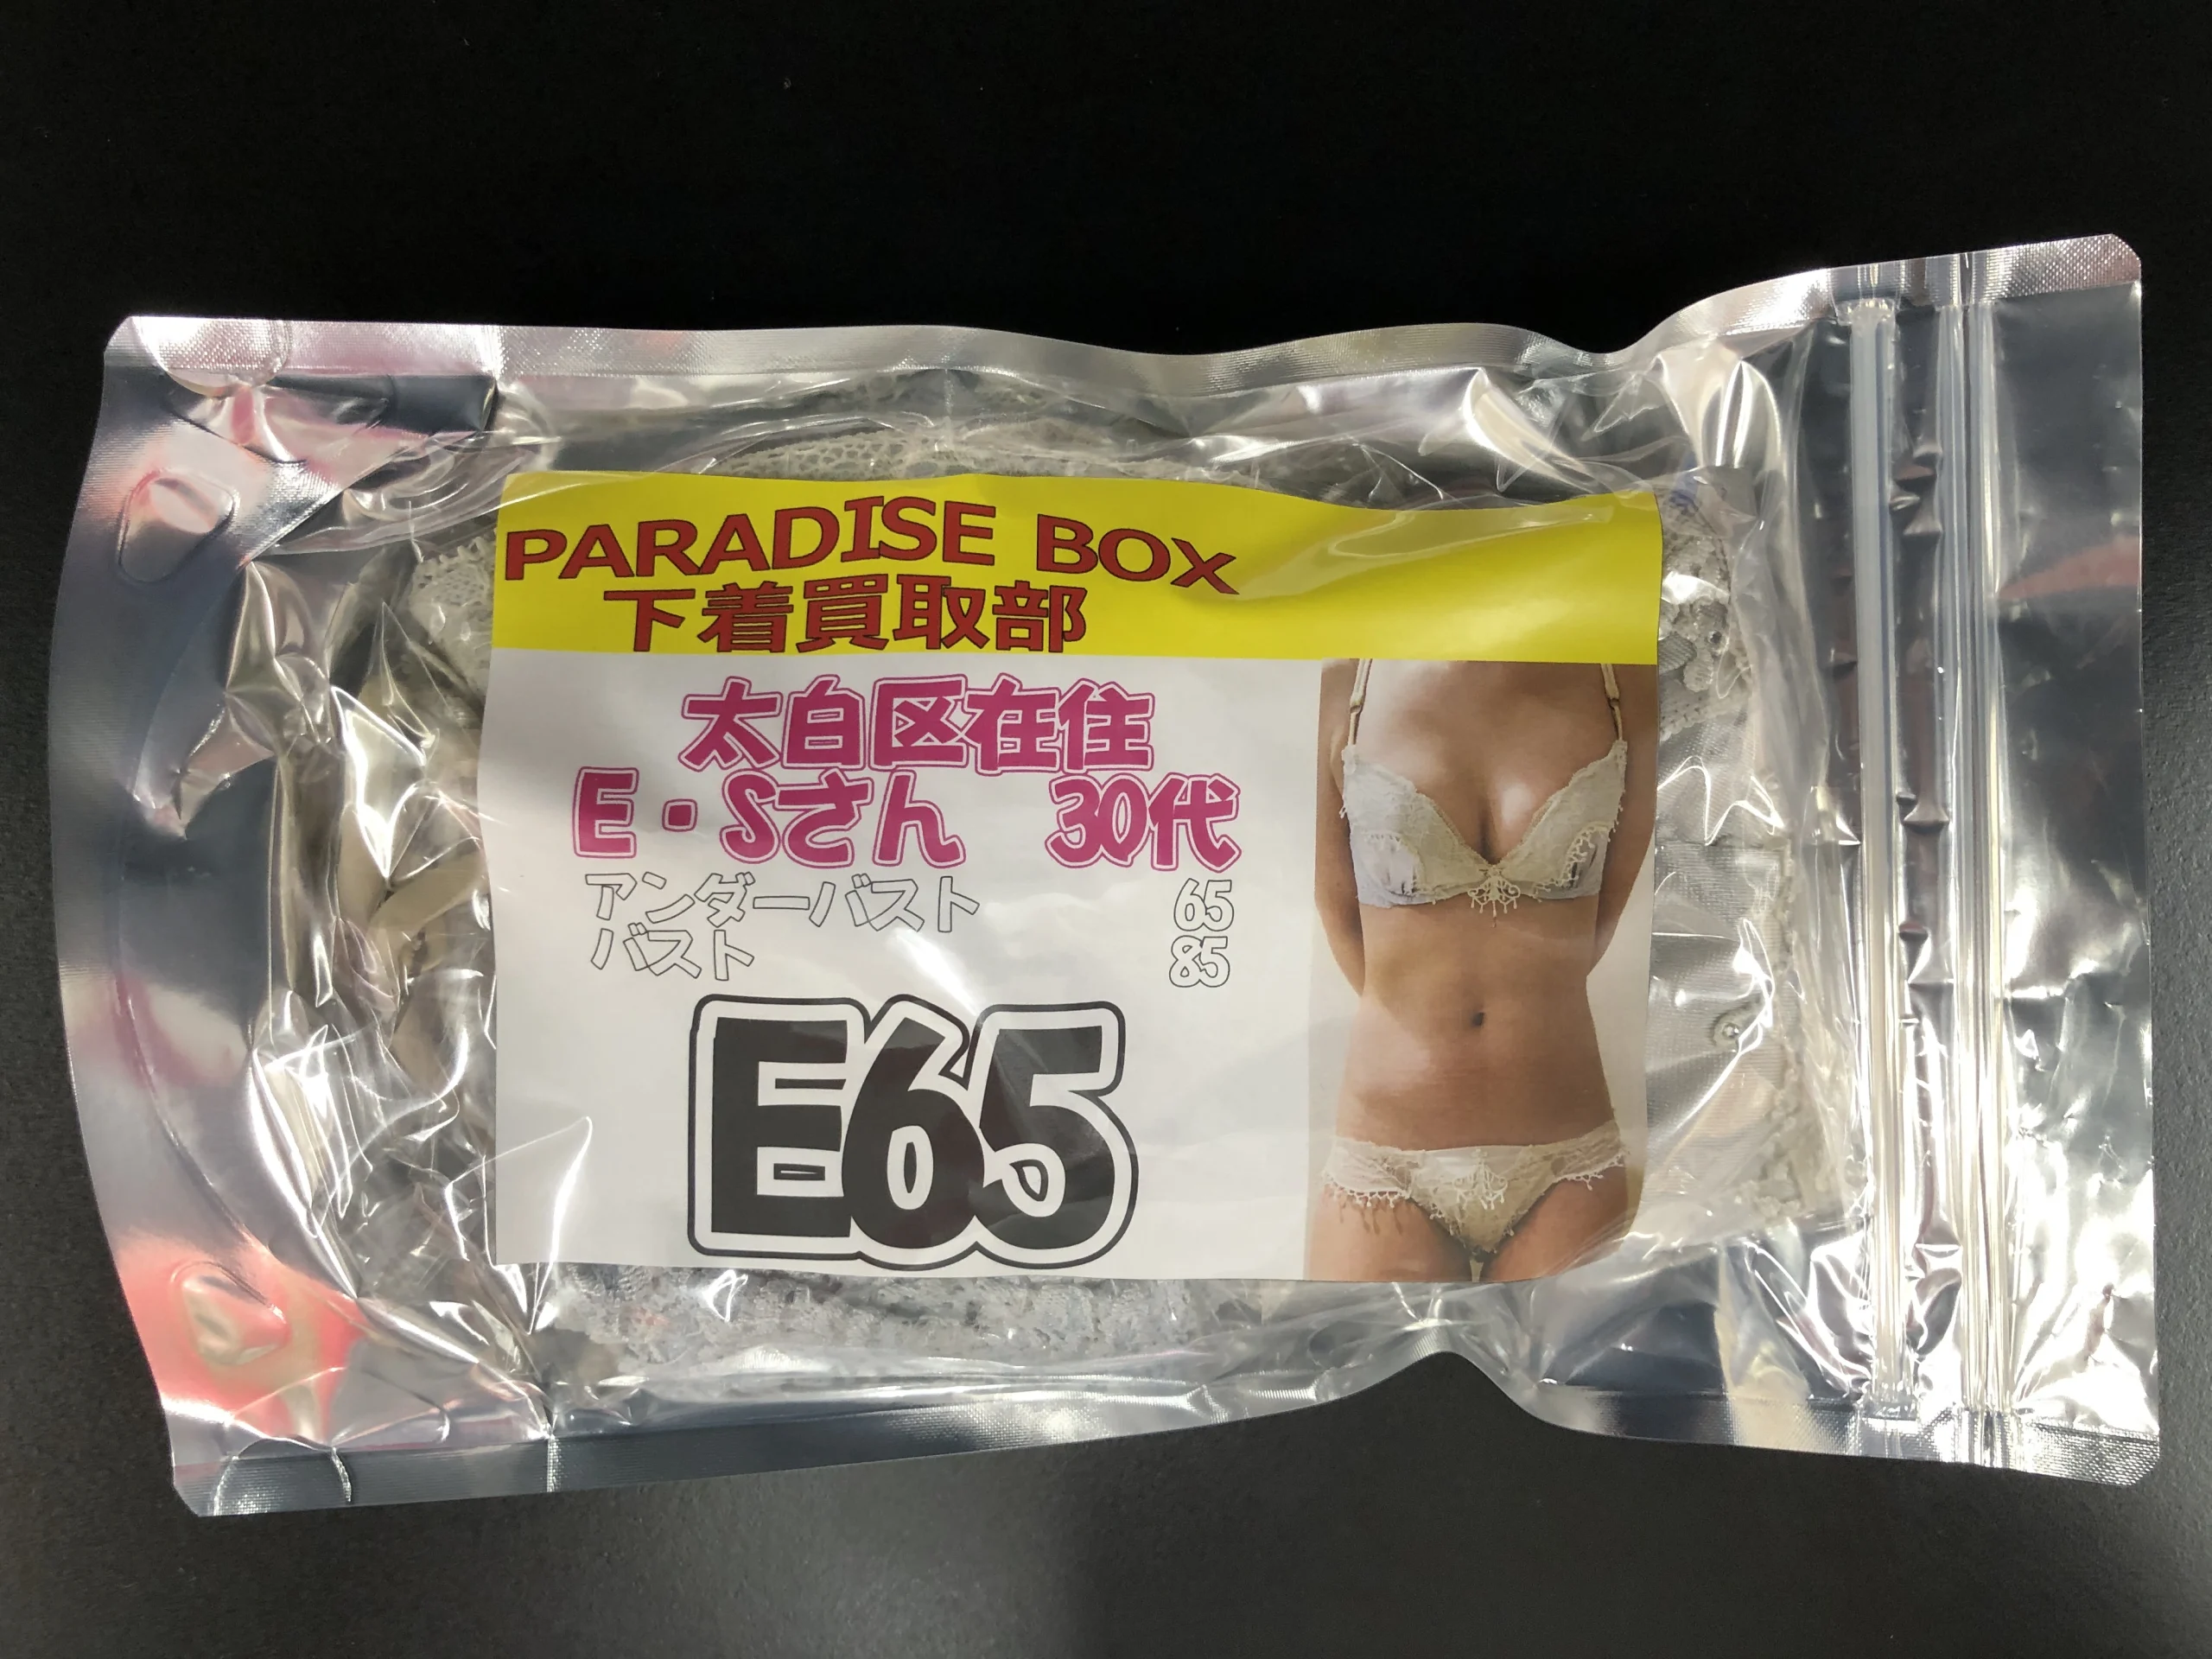 PARADISE BOX
下着買取部
太白区在住
E・Sさん 30代
アンダーバスト 65
バスト 85
E65